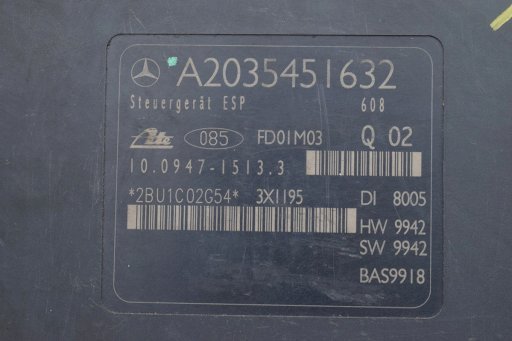 A2035451632
Steuergerät ESP 608
Ate 085 FD01M03 Q 02
10.0947-1513.3
*2BU1C02G54* 3X1195 DI 8005
HW 9942
SW 9942
BAS9918